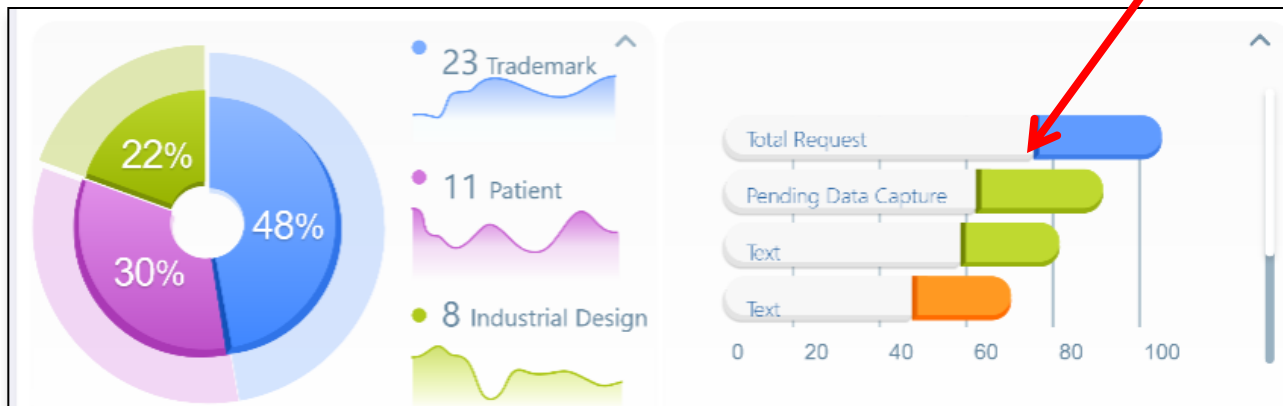 22%
48%
30%
23 Trademark
11 Patient
8 Industrial Design
Total Request
Pending Data Capture
Text
Text
0 20 40 60 80 100